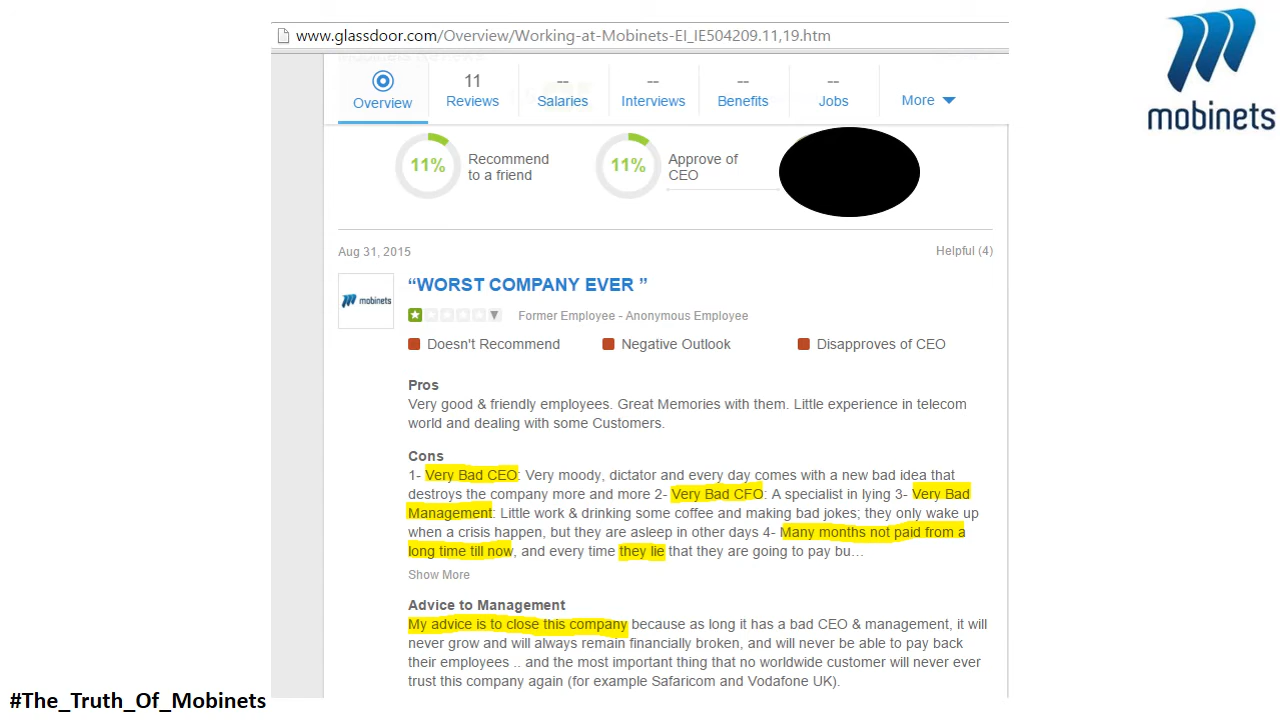 www.glassdoor.com/Overview/Working-at-Mobinets-EI_IE504209.11,19.htm
mobinets
Overview
11 Reviews
-- Salaries
-- Interviews
-- Benefits
-- Jobs
More
11% Recommend to a friend
11% Approve of CEO
Aug 31, 2015 Helpful (4)
mobinets
“WORST COMPANY EVER ”
Former Employee - Anonymous Employee
Doesn't Recommend Negative Outlook Disapproves of CEO
Pros
Very good & friendly employees. Great Memories with them. Little experience in telecom
world and dealing with some Customers.
Cons
1- Very Bad CEO: Very moody, dictator and every day comes with a new bad idea that
destroys the company more and more 2- Very Bad CFO: A specialist in lying 3- Very Bad
Management: Little work & drinking some coffee and making bad jokes; they only wake up
when a crisis happen, but they are asleep in other days 4- Many months not paid from a
long time till now, and every time they lie that they are going to pay bu…
Show More
Advice to Management
My advice is to close this company because as long it has a bad CEO & management, it will
never grow and will always remain financially broken, and will never be able to pay back
their employees .. and the most important thing that no worldwide customer will never ever
trust this company again (for example Safaricom and Vodafone UK).
#The_Truth_Of_Mobinets